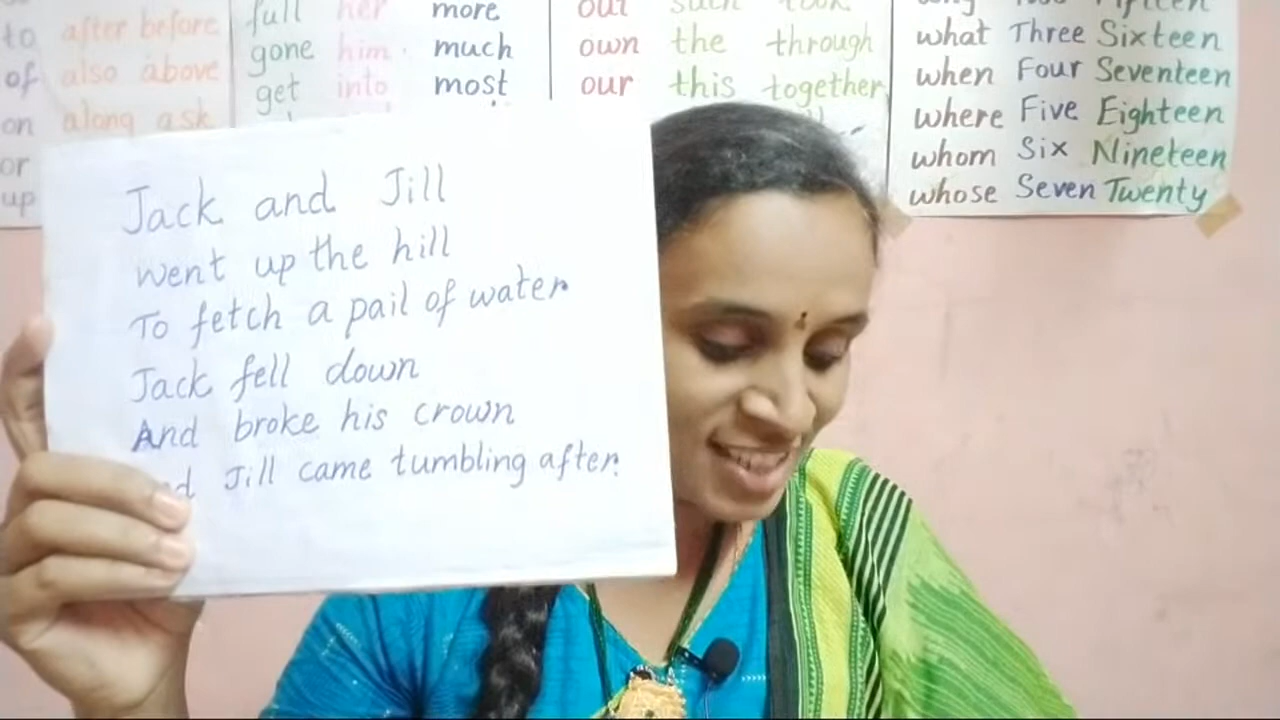 to after before full her more out such took why Fifteen
of also above gone him much own the through what Three Sixteen
on along ask get into most our this together when Four Seventeen
or where Five Eighteen
up whom Six Nineteen
whose Seven Twenty
Jack and Jill
went up the hill
To fetch a pail of water
Jack fell down
And broke his crown
Jill came tumbling after.